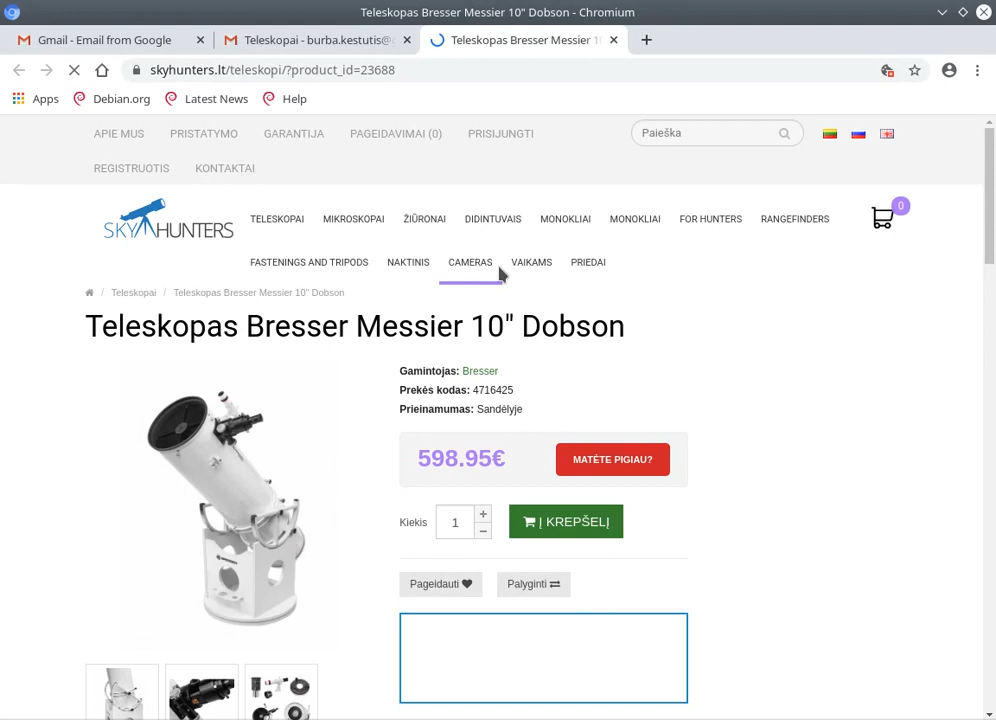 Teleskopas Bresser Messier 10" Dobson - Chromium
Gmail - Email from Google
Teleskopai - burba.kestutis@
Teleskopas Bresser Messier 1
skyhunters.lt/teleskopi/?product_id=23688
Apps
Debian.org
Latest News
Help
APIE MUS
PRISTATYMO
GARANTIJA
PAGEIDAVIMAI (0)
PRISIJUNGTI
Paieška
REGISTRUOTIS
KONTAKTAI
SKYHUNTERS
TELESKOPAI
MIKROSKOPAI
ŽIŪRONAI
DIDINTUVAIS
MONOKLIAI
MONOKLIAI
FOR HUNTERS
RANGEFINDERS
0
FASTENINGS AND TRIPODS
NAKTINIS
CAMERAS
VAIKAMS
PRIEDAI
/ Teleskopai / Teleskopas Bresser Messier 10" Dobson
Teleskopas Bresser Messier 10" Dobson
Gamintojas: Bresser
Prekės kodas: 4716425
Prieinamumas: Sandėlyje
598.95€
MATĖTE PIGIAU?
Kiekis
1
+
−
Į KREPŠELĮ
Pageidauti
Palyginti